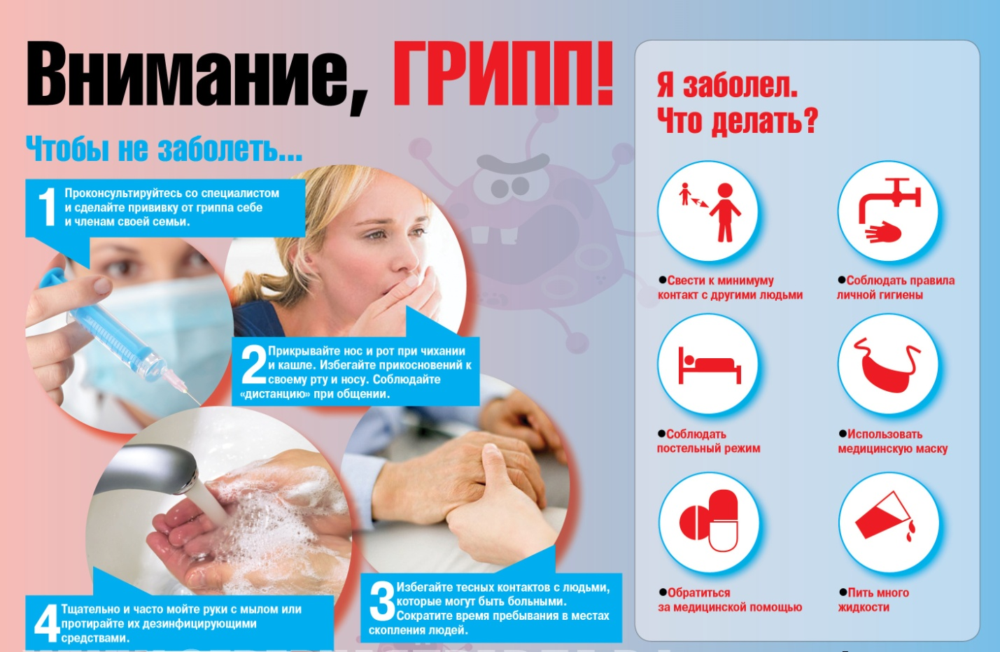 Внимание, ГРИПП!
Чтобы не заболеть...
1 Проконсультируйтесь со специалистом
и сделайте прививку от гриппа себе
и членам своей семьи.
2 Прикрывайте нос и рот при чихании
и кашле. Избегайте прикосновений к
своему рту и носу. Соблюдайте
«дистанцию» при общении.
3 Избегайте тесных контактов с людьми,
которые могут быть больными.
Сократите время пребывания в местах
скопления людей.
4 Тщательно и часто мойте руки с мылом или
протирайте их дезинфицирующими
средствами.
Я заболел.
Что делать?
●Свести к минимуму
контакт с другими людьми
●Соблюдать правила
личной гигиены
●Соблюдать
постельный режим
●Использовать
медицинскую маску
●Обратиться
за медицинской помощью
●Пить много
жидкости